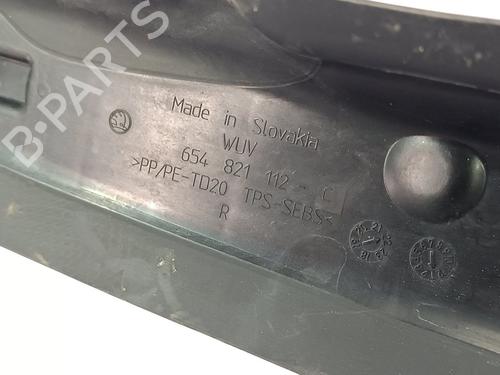 B-PARTS
Made in Slovakia
WUV
654 821 112 - C
>PP/PE-TD20 TPS-SEBS<
R